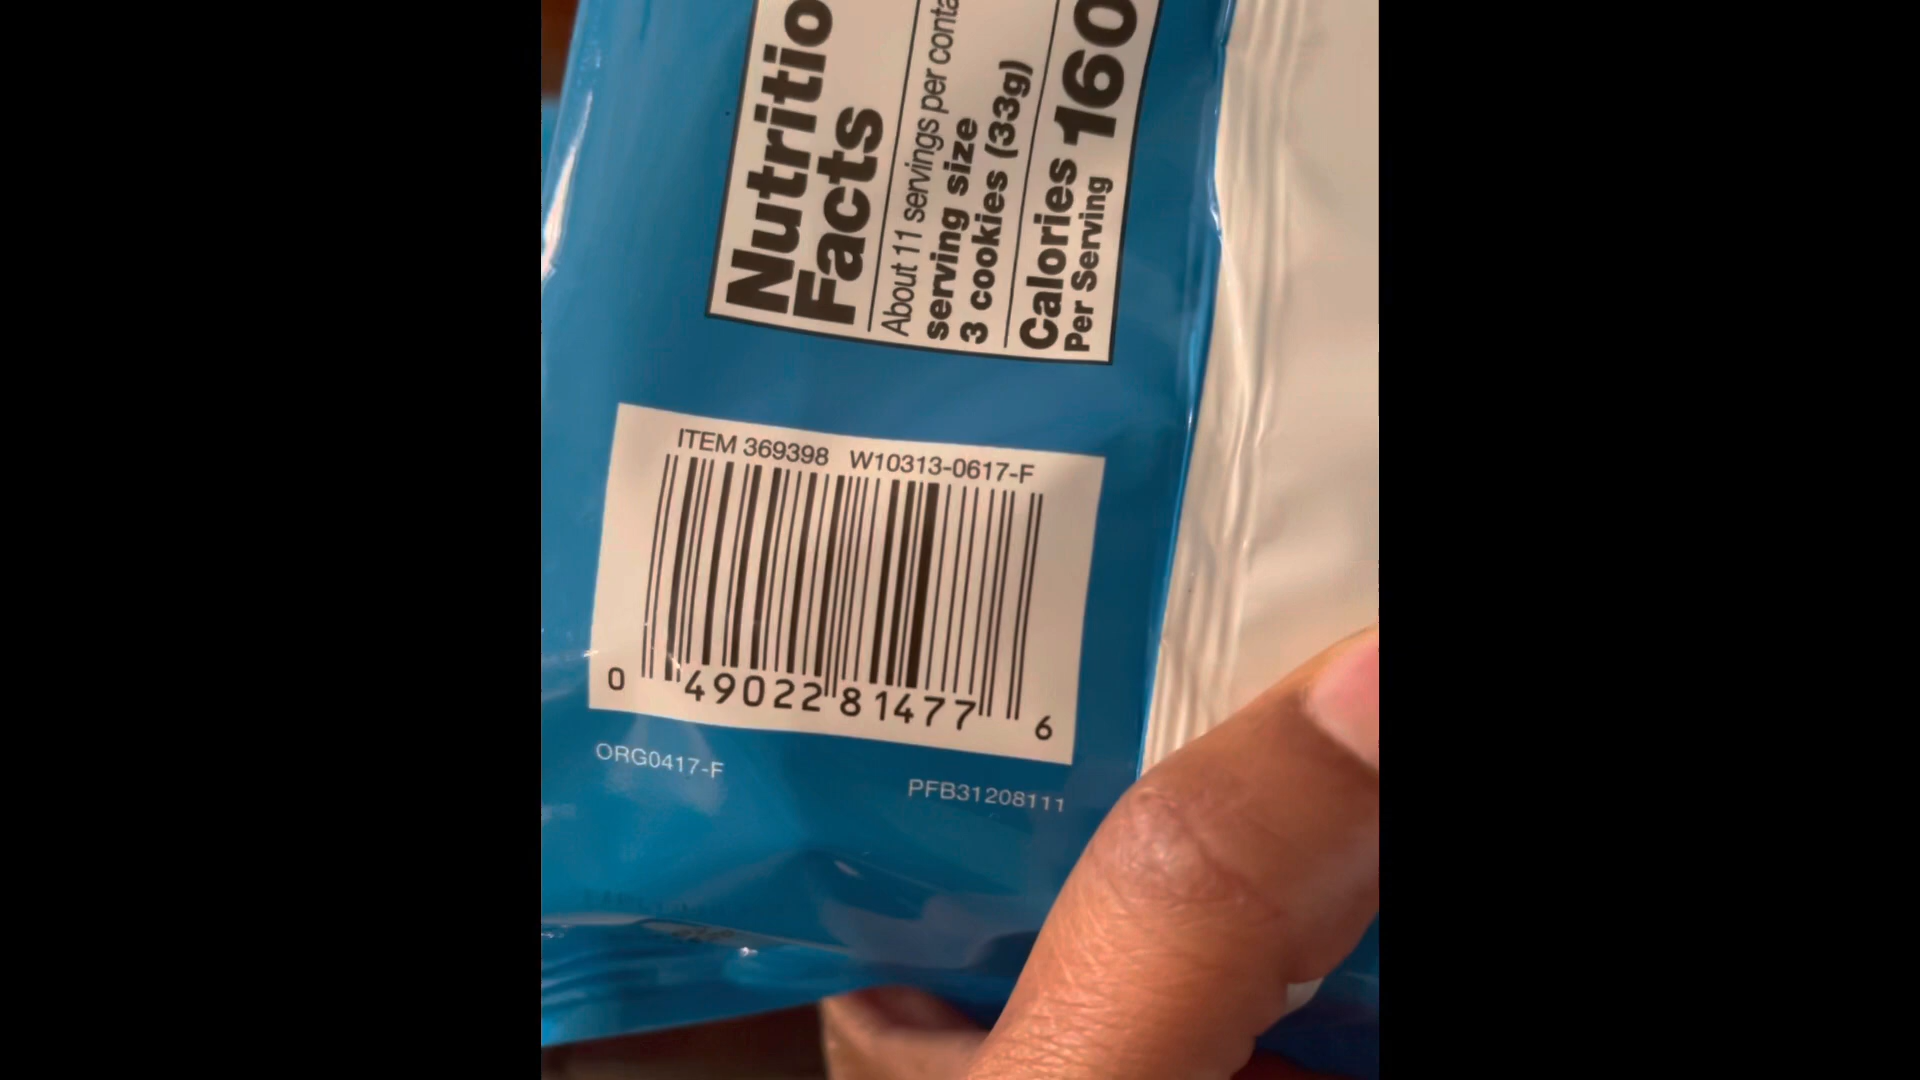 Nutritio
Facts
About 11 servings per conta
serving size
3 cookies (33g)
Calories 160
Per Serving
ITEM 369398 W10313-0617-F
0 49022 81477 6
ORG0417-F
PFB31208111